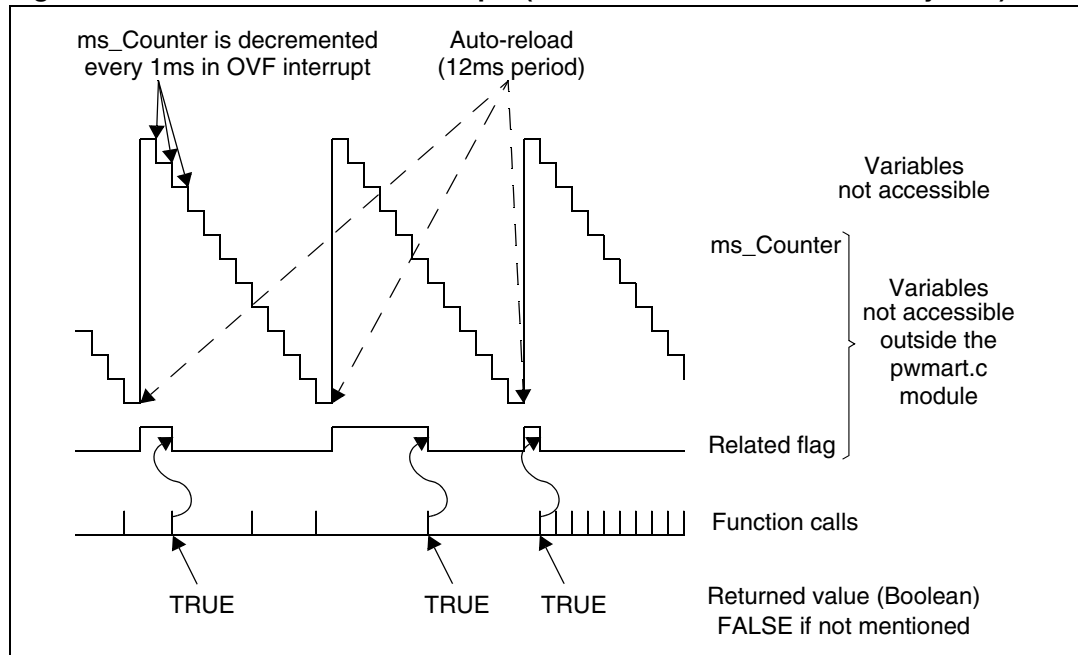 ms_Counter is decremented
every 1ms in OVF interrupt
Auto-reload
(12ms period)
Variables
not accessible
ms_Counter
Variables
not accessible
outside the
pwmart.c
module
Related flag
Function calls
TRUE
TRUE
TRUE
Returned value (Boolean)
FALSE if not mentioned